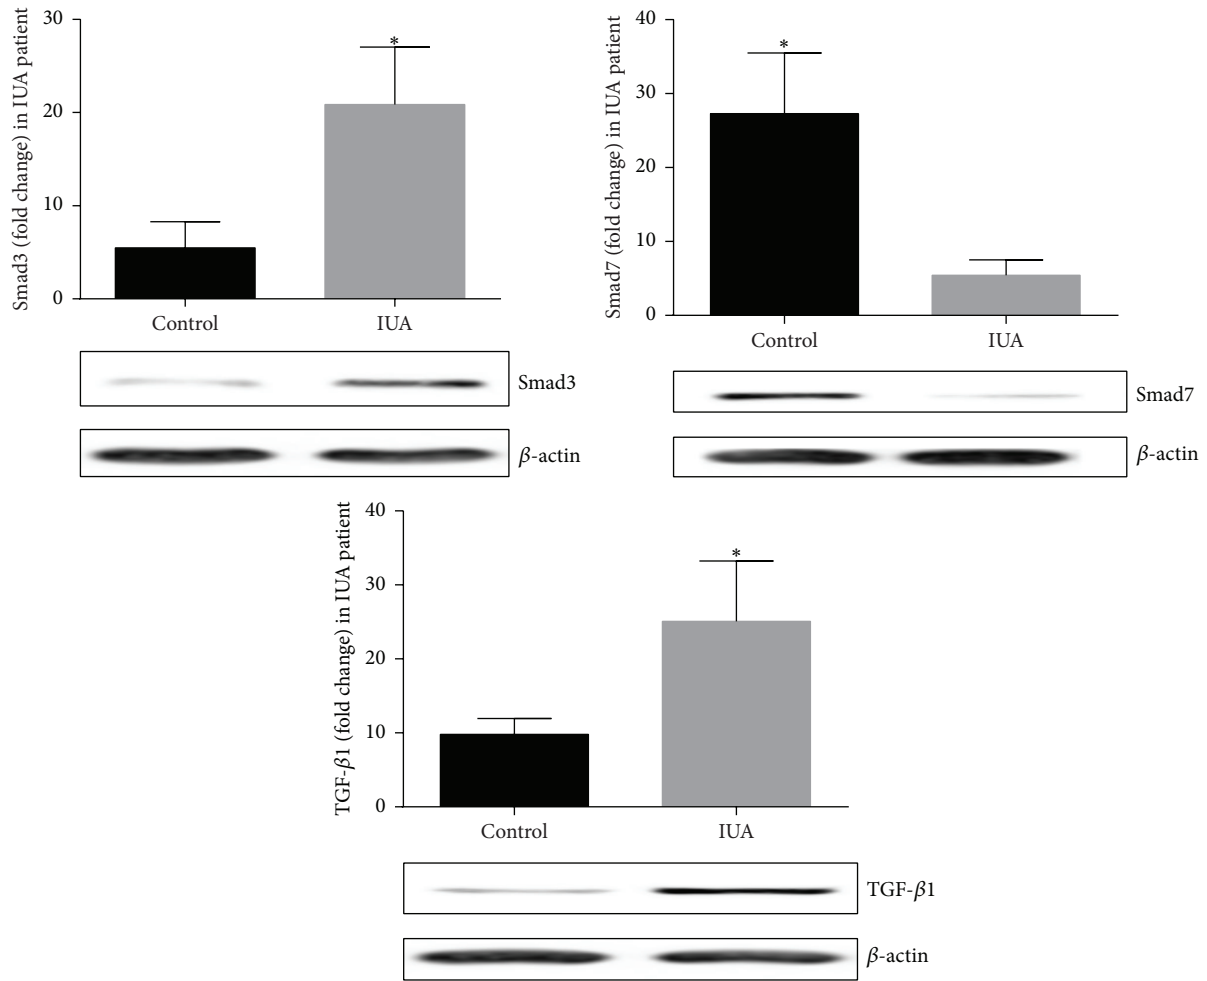 Smad3 (fold change) in IUA patient
30
20
10
0
*
Control
IUA
Smad3
β-actin
Smad7 (fold change) in IUA patient
40
30
20
10
0
*
Control
IUA
Smad7
β-actin
TGF-β1 (fold change) in IUA patient
40
30
20
10
0
*
Control
IUA
TGF-β1
β-actin